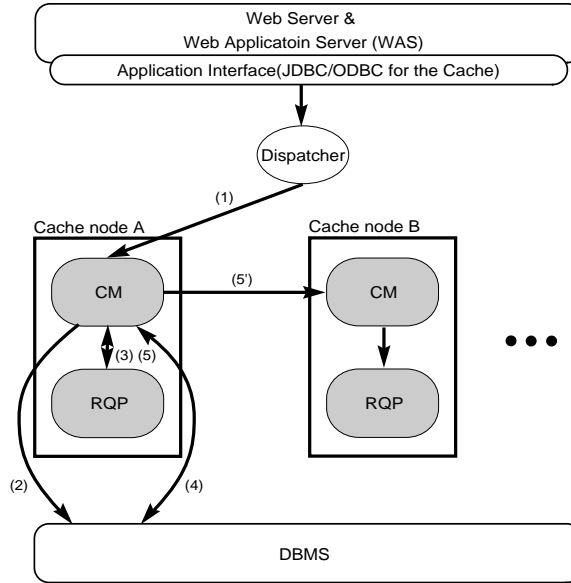 Web Server &
Web Applicatoin Server (WAS)
Application Interface(JDBC/ODBC for the Cache)
Dispatcher
(1)
Cache node A
Cache node B
CM
(5')
CM
(3) (5)
RQP
RQP
(2)
(4)
DBMS